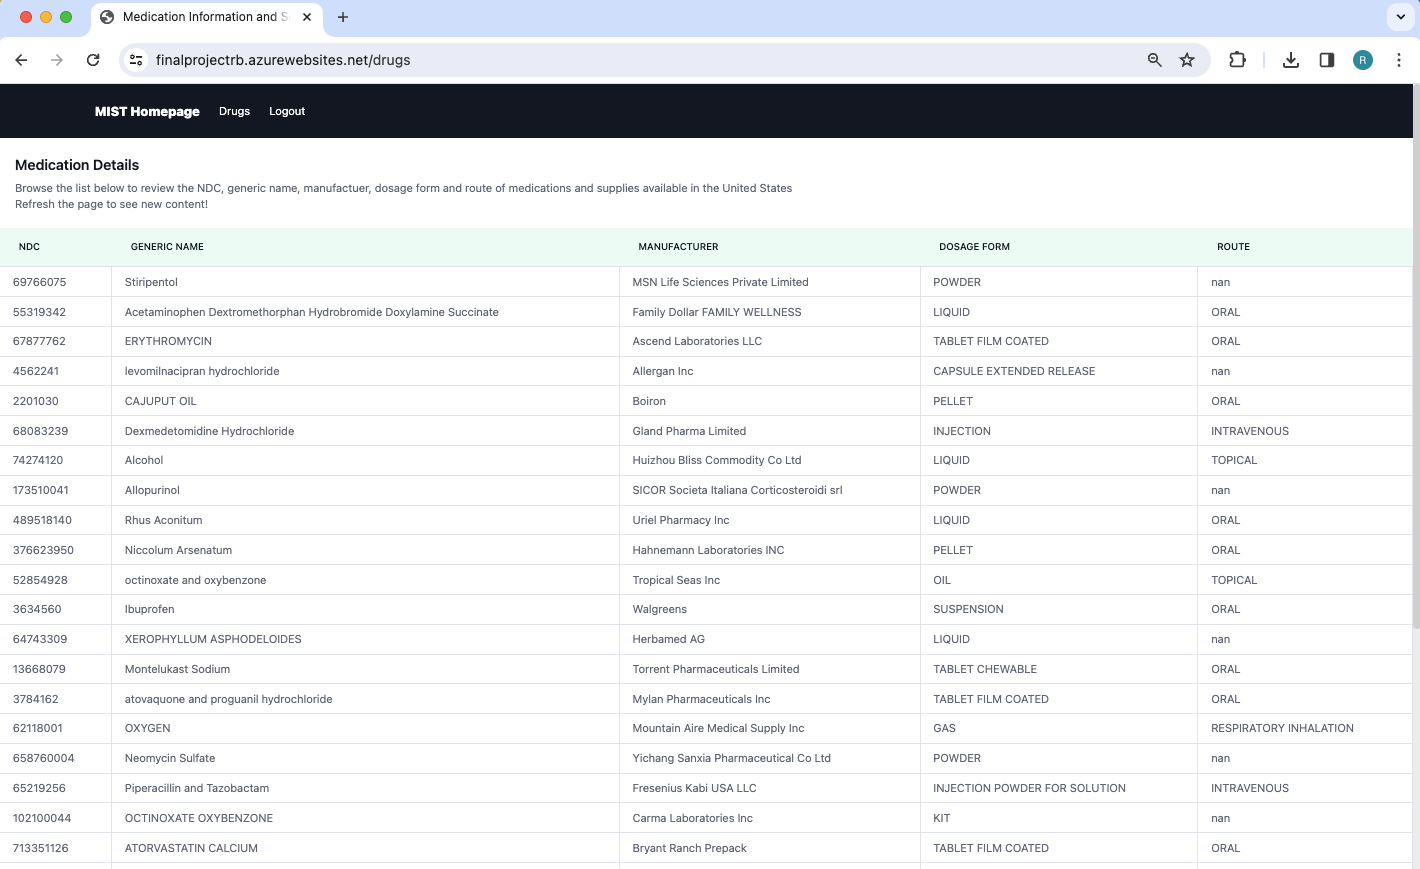 Medication Information and S
finalprojectrb.azurewebsites.net/drugs
R
MIST Homepage Drugs Logout
Medication Details
Browse the list below to review the NDC, generic name, manufactuer, dosage form and route of medications and supplies available in the United States
Refresh the page to see new content!
NDC GENERIC NAME MANUFACTURER DOSAGE FORM ROUTE
69766075 Stiripentol MSN Life Sciences Private Limited POWDER nan
55319342 Acetaminophen Dextromethorphan Hydrobromide Doxylamine Succinate Family Dollar FAMILY WELLNESS LIQUID ORAL
67877762 ERYTHROMYCIN Ascend Laboratories LLC TABLET FILM COATED ORAL
4562241 levomilnacipran hydrochloride Allergan Inc CAPSULE EXTENDED RELEASE nan
2201030 CAJUPUT OIL Boiron PELLET ORAL
68083239 Dexmedetomidine Hydrochloride Gland Pharma Limited INJECTION INTRAVENOUS
74274120 Alcohol Huizhou Bliss Commodity Co Ltd LIQUID TOPICAL
173510041 Allopurinol SICOR Societa Italiana Corticosteroidi srl POWDER nan
489518140 Rhus Aconitum Uriel Pharmacy Inc LIQUID ORAL
376623950 Niccolum Arsenatum Hahnemann Laboratories INC PELLET ORAL
52854928 octinoxate and oxybenzone Tropical Seas Inc OIL TOPICAL
3634560 Ibuprofen Walgreens SUSPENSION ORAL
64743309 XEROPHYLLUM ASPHODELOIDES Herbamed AG LIQUID nan
13668079 Montelukast Sodium Torrent Pharmaceuticals Limited TABLET CHEWABLE ORAL
3784162 atovaquone and proguanil hydrochloride Mylan Pharmaceuticals Inc TABLET FILM COATED ORAL
62118001 OXYGEN Mountain Aire Medical Supply Inc GAS RESPIRATORY INHALATION
658760004 Neomycin Sulfate Yichang Sanxia Pharmaceutical Co Ltd POWDER nan
65219256 Piperacillin and Tazobactam Fresenius Kabi USA LLC INJECTION POWDER FOR SOLUTION INTRAVENOUS
102100044 OCTINOXATE OXYBENZONE Carma Laboratories Inc KIT nan
713351126 ATORVASTATIN CALCIUM Bryant Ranch Prepack TABLET FILM COATED ORAL